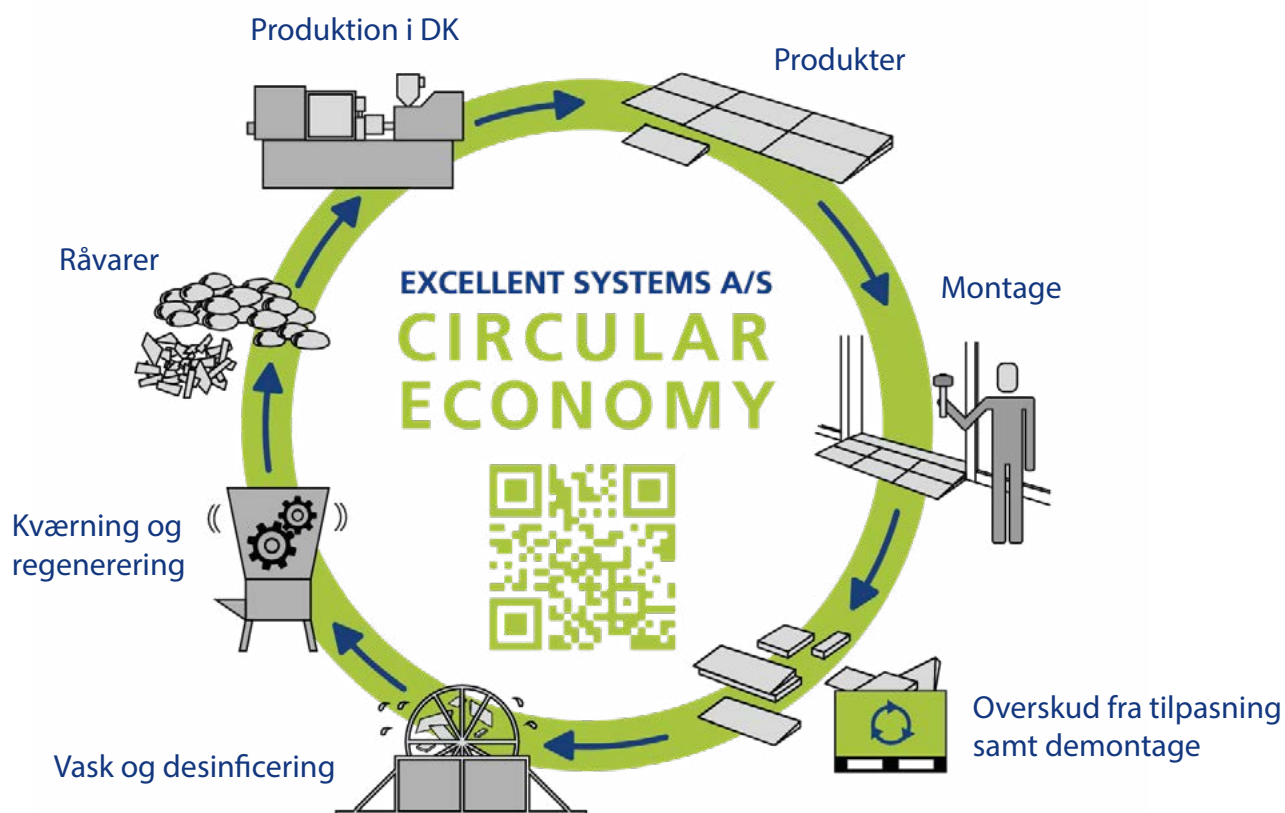 Produktion i DK
Produkter
Råvarer
EXCELLENT SYSTEMS A/S
CIRCULAR
ECONOMY
Montage
Kværning og
regenerering
Overskud fra tilpasning
samt demontage
Vask og desinficering